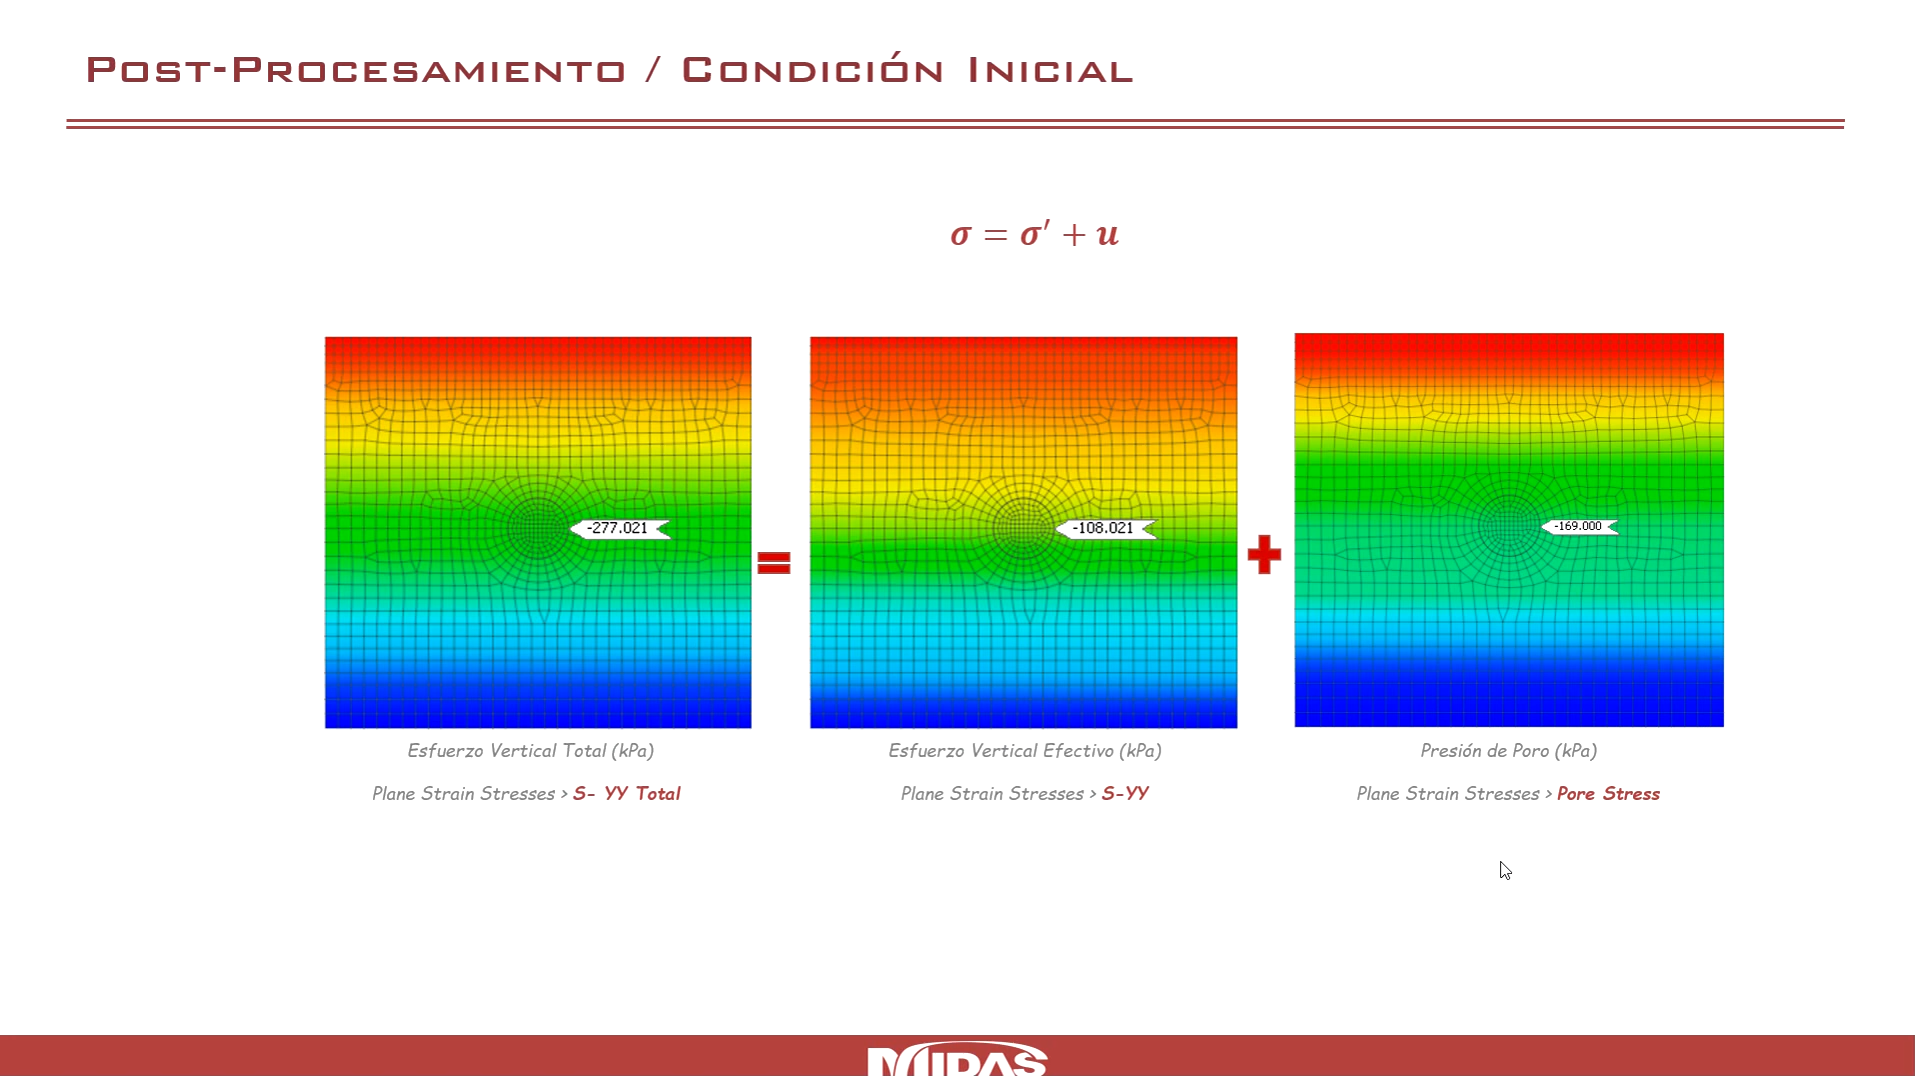 Post-Procesamiento / Condición Inicial
σ = σ′ + u
-277.021
-108.021
-169.000
Esfuerzo Vertical Total (kPa)
Esfuerzo Vertical Efectivo (kPa)
Presión de Poro (kPa)
Plane Strain Stresses > S- YY Total
Plane Strain Stresses > S-YY
Plane Strain Stresses > Pore Stress
MIDAS